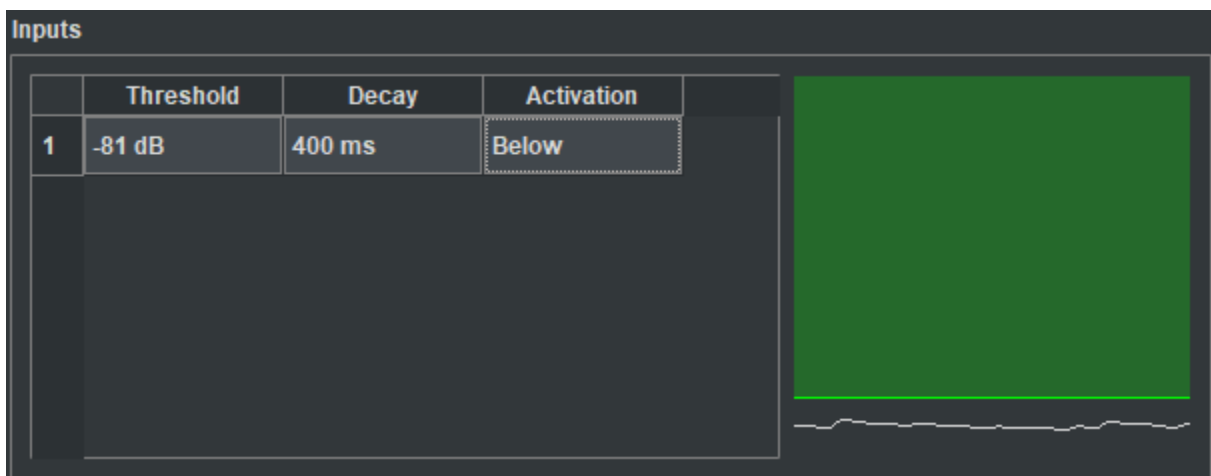 Inputs
Threshold Decay Activation
1 -81 dB 400 ms Below